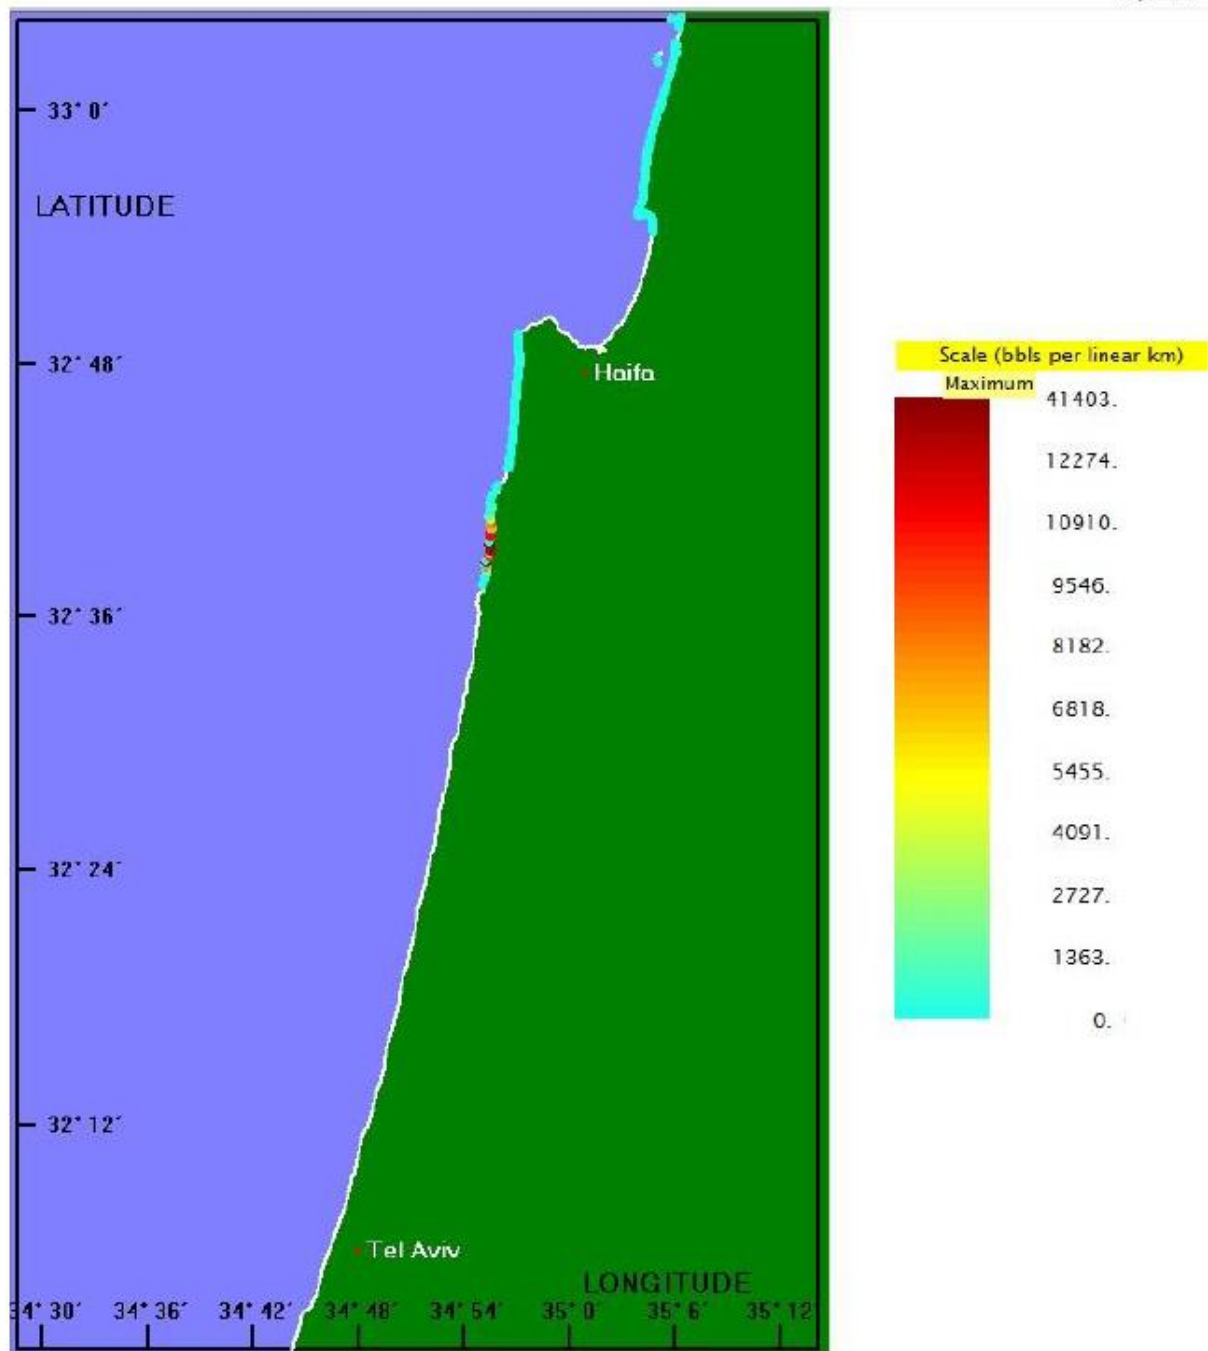 33° 0´
LATITUDE
32° 48´
Haifa
32° 36´
32° 24´
32° 12´
Tel Aviv
LONGITUDE
34° 30´ 34° 36´ 34° 42´ 34° 48´ 34° 54´ 35° 0´ 35° 6´ 35° 12´
Scale (bbls per linear km)
Maximum
41403.
12274.
10910.
9546.
8182.
6818.
5455.
4091.
2727.
1363.
0.